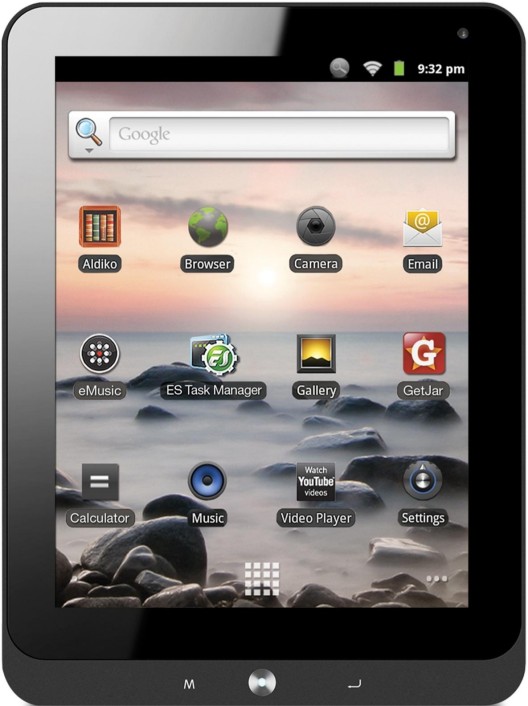 9:32 pm
Google
Aldiko Browser Camera Email
eMusic ES Task Manager Gallery GetJar
Watch
YouTube
videos
Calculator Music Video Player Settings
M